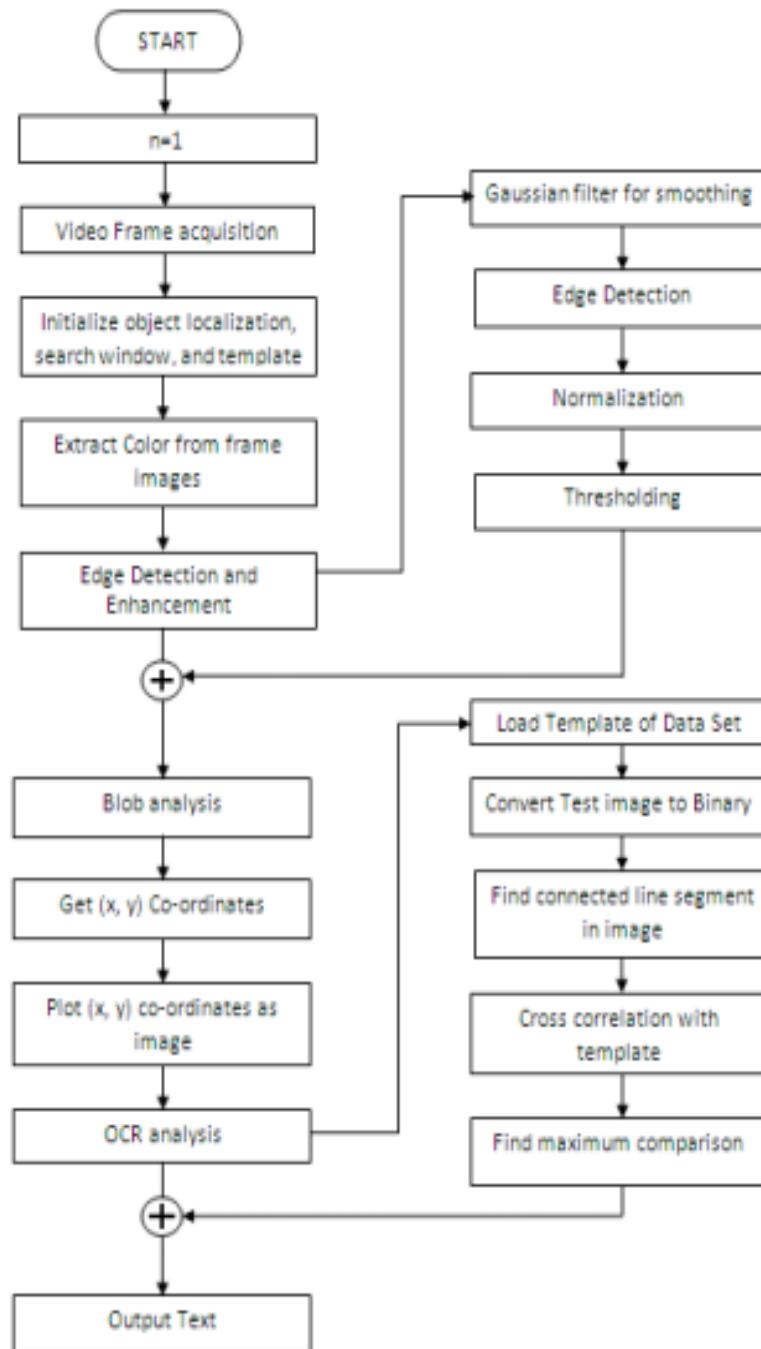 START
n=1
Video Frame acquisition
Initialize object localization,
search window, and template
Extract Color from frame
images
Edge Detection and
Enhancement
Gaussian filter for smoothing
Edge Detection
Normalization
Thresholding
+
Blob analysis
Get (x, y) Co-ordinates
Plot (x, y) co-ordinates as
image
OCR analysis
Load Template of Data Set
Convert Test image to Binary
Find connected line segment
in image
Cross correlation with
template
Find maximum comparison
+
Output Text